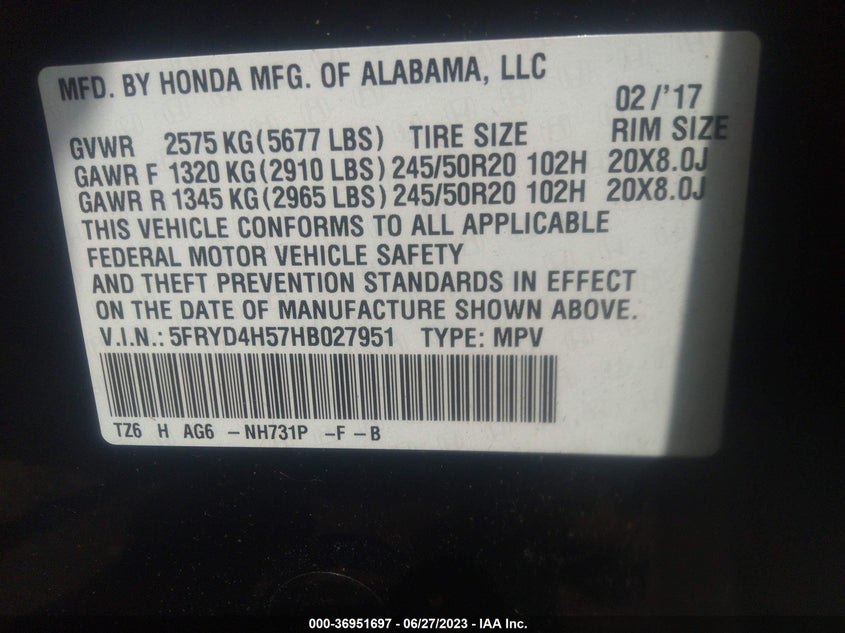 MFD. BY HONDA MFG. OF ALABAMA, LLC
02/'17
GVWR 2575 KG(5677 LBS) TIRE SIZE RIM SIZE
GAWR F 1320 KG(2910 LBS) 245/50R20 102H 20X8.0J
GAWR R 1345 KG(2965 LBS) 245/50R20 102H 20X8.0J
THIS VEHICLE CONFORMS TO ALL APPLICABLE
FEDERAL MOTOR VEHICLE SAFETY
AND THEFT PREVENTION STANDARDS IN EFFECT
ON THE DATE OF MANUFACTURE SHOWN ABOVE.
V.I.N.: 5FRYD4H57HB027951 TYPE: MPV
TZ6 H AG6 -NH731P -F-B
000-36951697 - 06/27/2023 - IAA Inc.